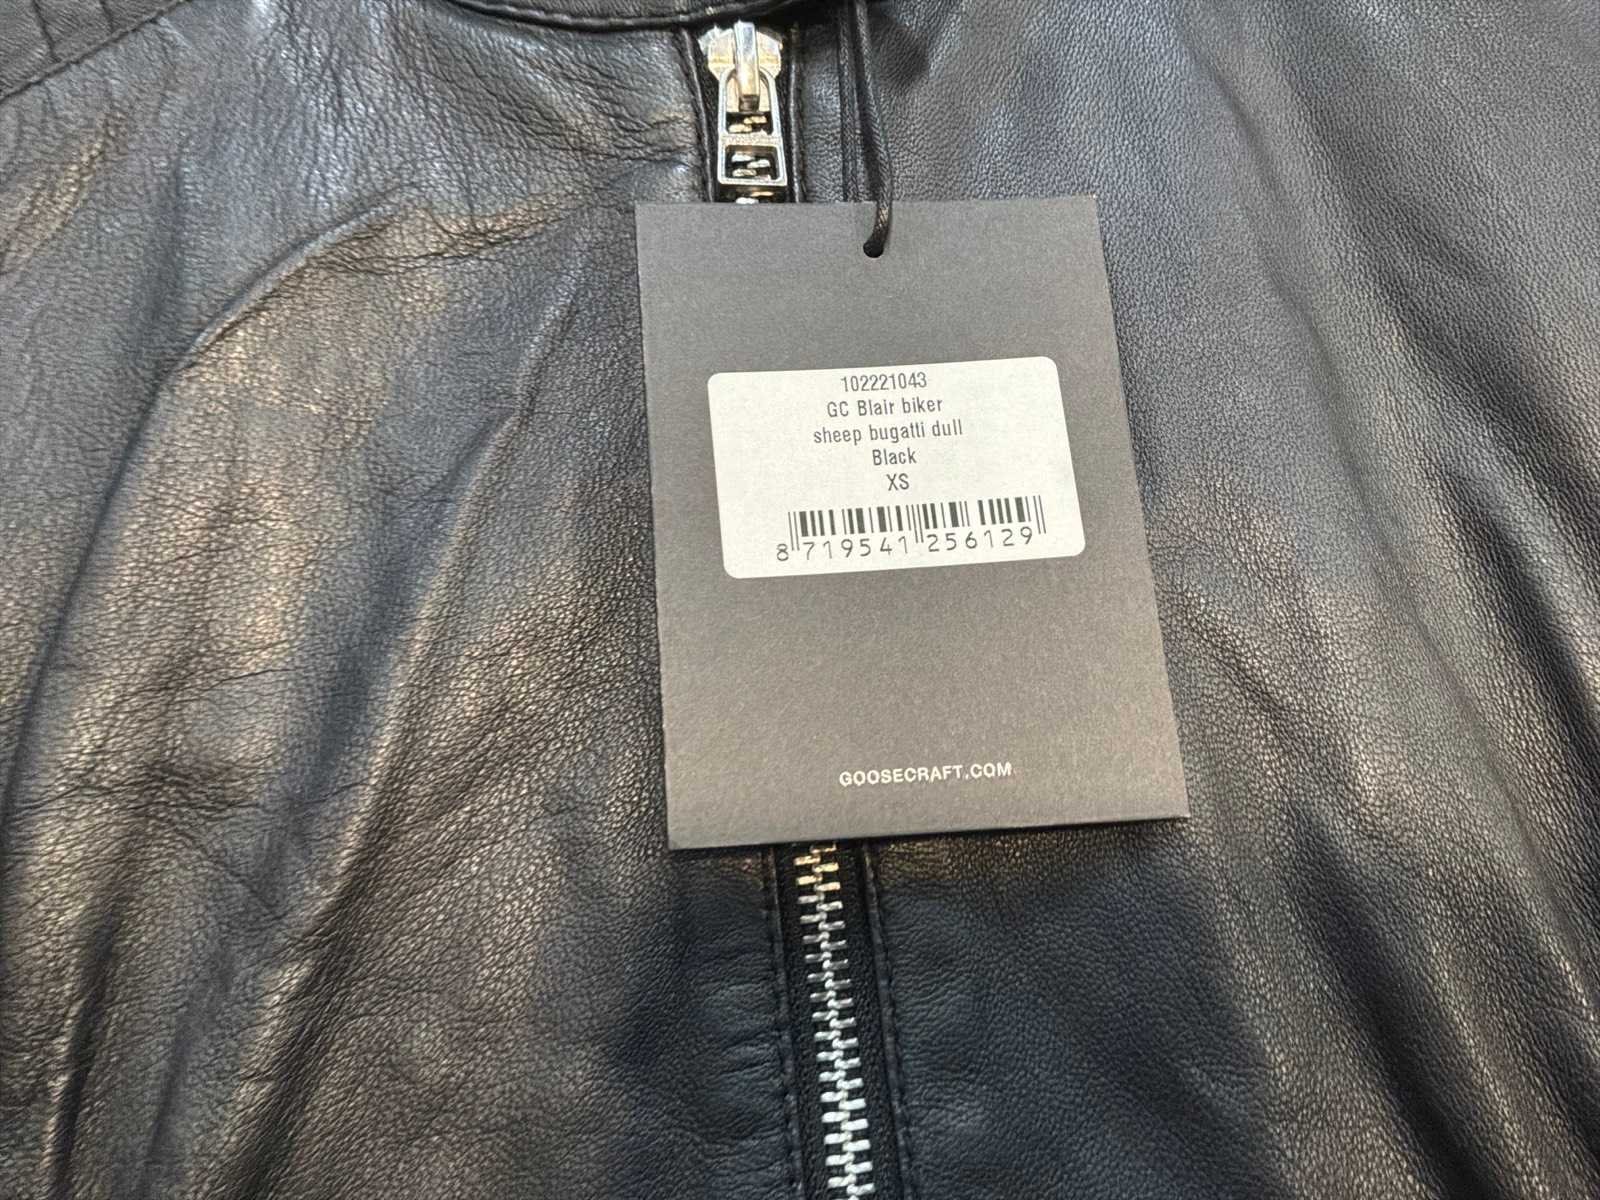 102221043
GC Blair biker
sheep bugatti dull
Black
XS
8 719541 256129
GOOSECRAFT.COM